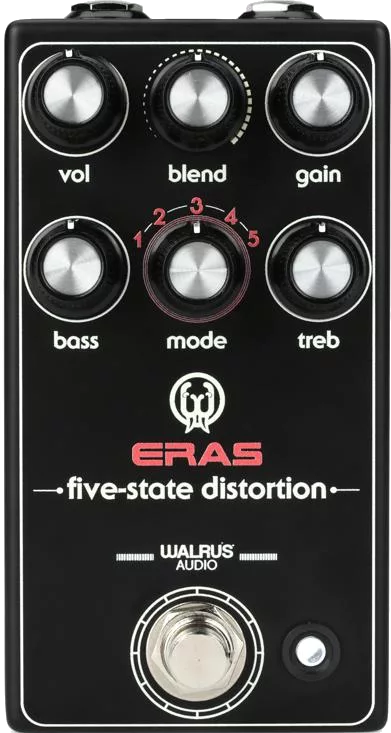 vol blend gain
1 2 3 4 5
bass mode treb
ERAS
five-state distortion
WALRUS
AUDIO